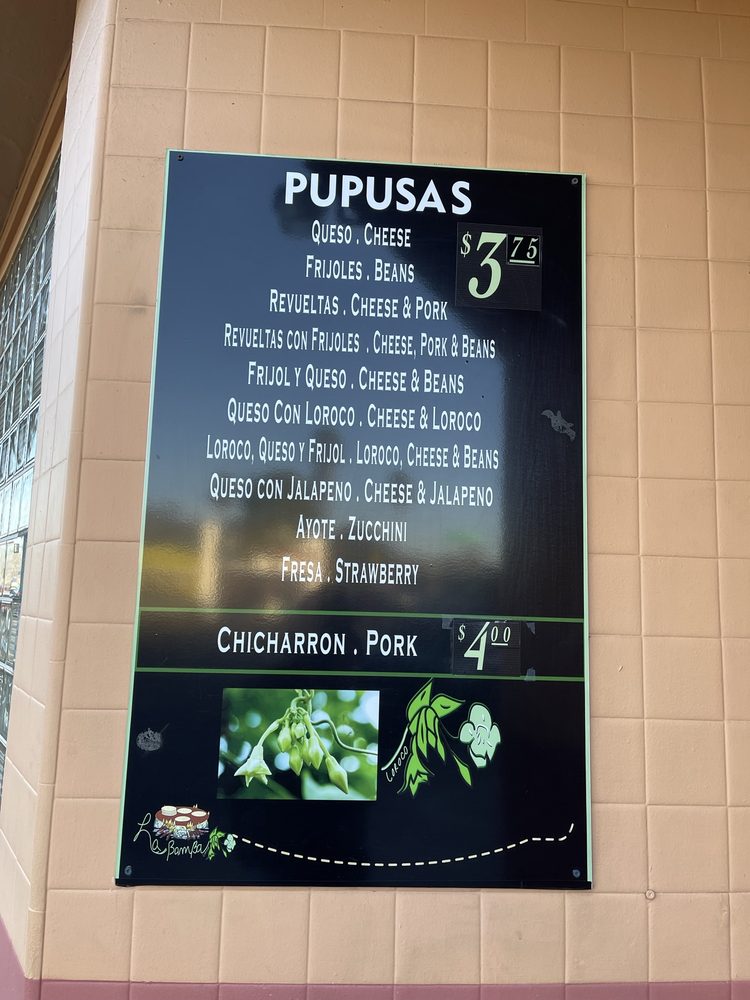 PUPUSAS
QUESO . CHEESE
$3.75
FRIJOLES . BEANS
REVUELTAS . CHEESE & PORK
REVUELTAS CON FRIJOLES . CHEESE, PORK & BEANS
FRIJOL Y QUESO . CHEESE & BEANS
QUESO CON LOROCO . CHEESE & LOROCO
LOROCO, QUESO Y FRIJOL . LOROCO, CHEESE & BEANS
QUESO CON JALAPENO . CHEESE & JALAPENO
AYOTE . ZUCCHINI
FRESA . STRAWBERRY
CHICHARRON . PORK $4.00
LOROCO
La Bamba